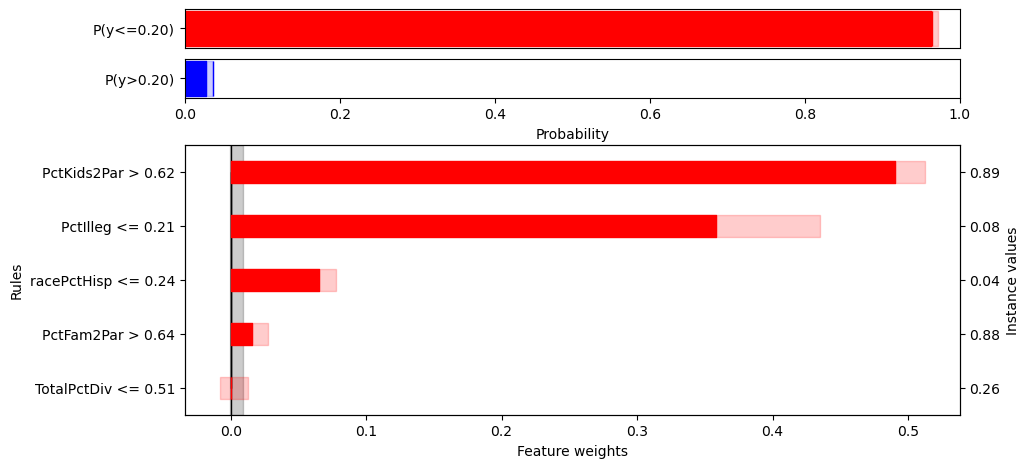 P(y<=0.20)
P(y>0.20)
0.0 0.2 0.4 0.6 0.8 1.0
Probability
PctKids2Par > 0.62 0.89
PctIlleg <= 0.21 0.08
racePctHisp <= 0.24 0.04
PctFam2Par > 0.64 0.88
TotalPctDiv <= 0.51 0.26
Rules
Instance values
0.0 0.1 0.2 0.3 0.4 0.5
Feature weights